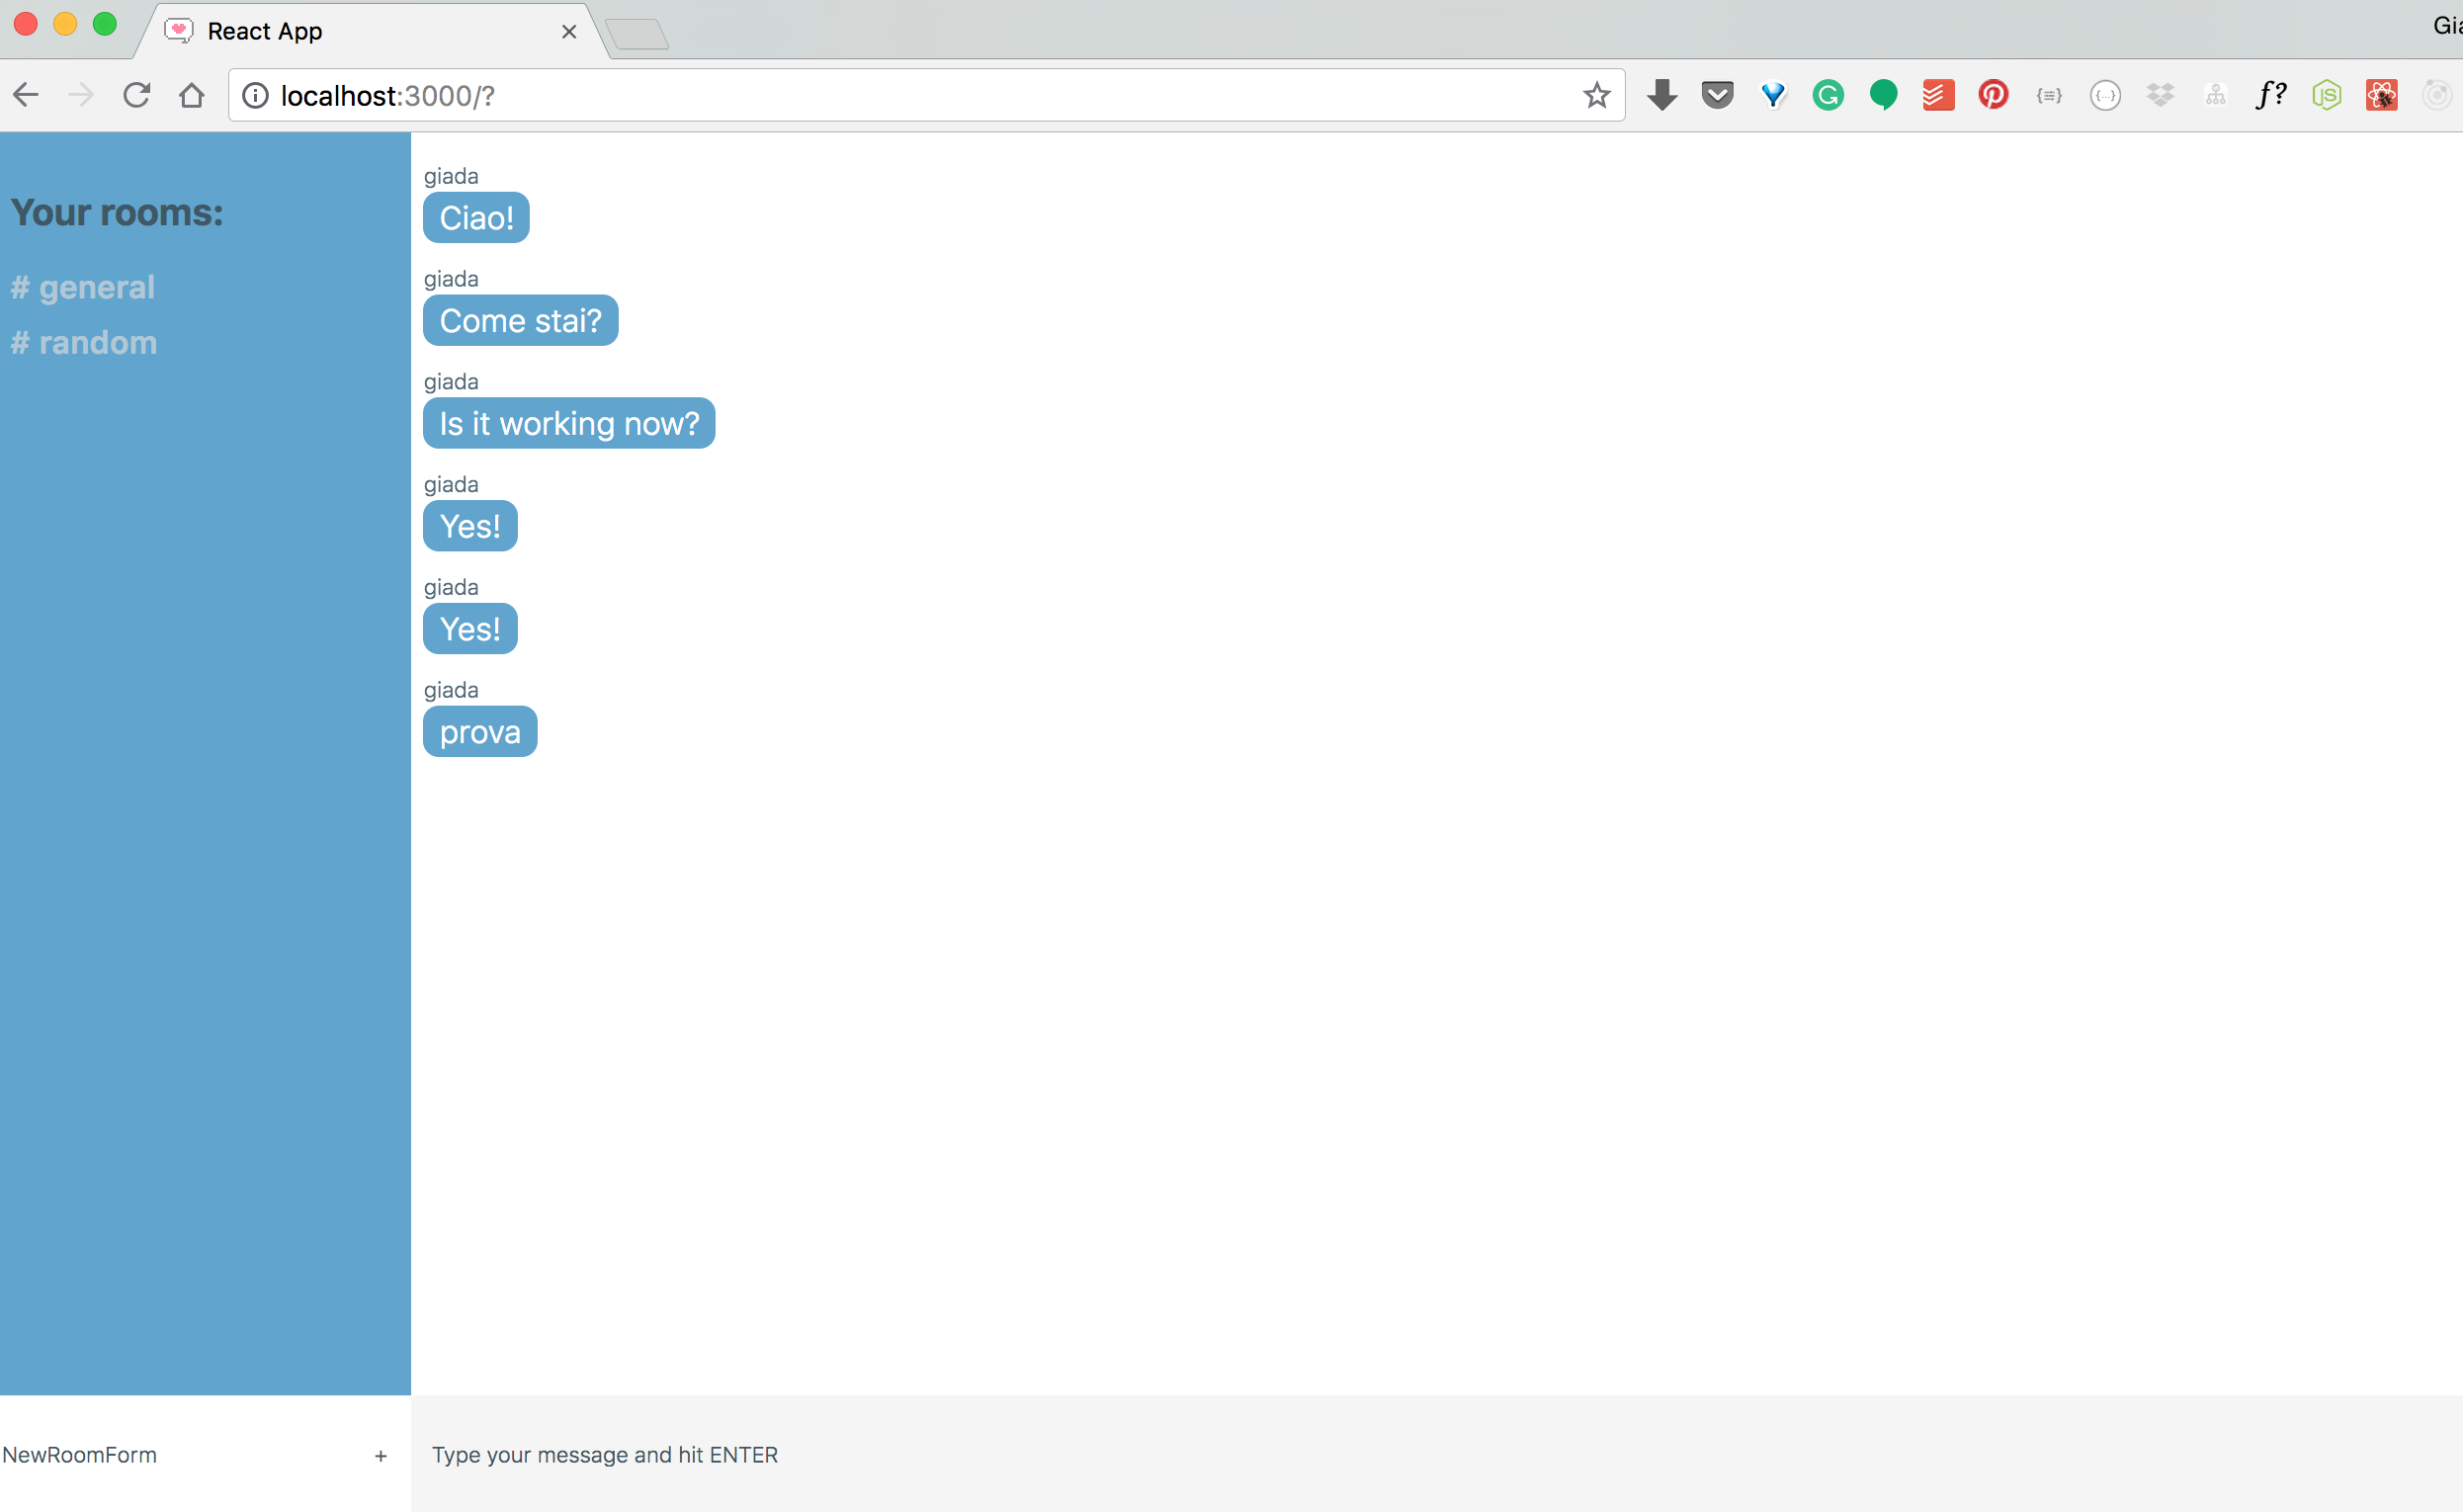 React App
Gia
localhost:3000/?
Your rooms:
# general
# random
giada
Ciao!
giada
Come stai?
giada
Is it working now?
giada
Yes!
giada
Yes!
giada
prova
NewRoomForm +
Type your message and hit ENTER